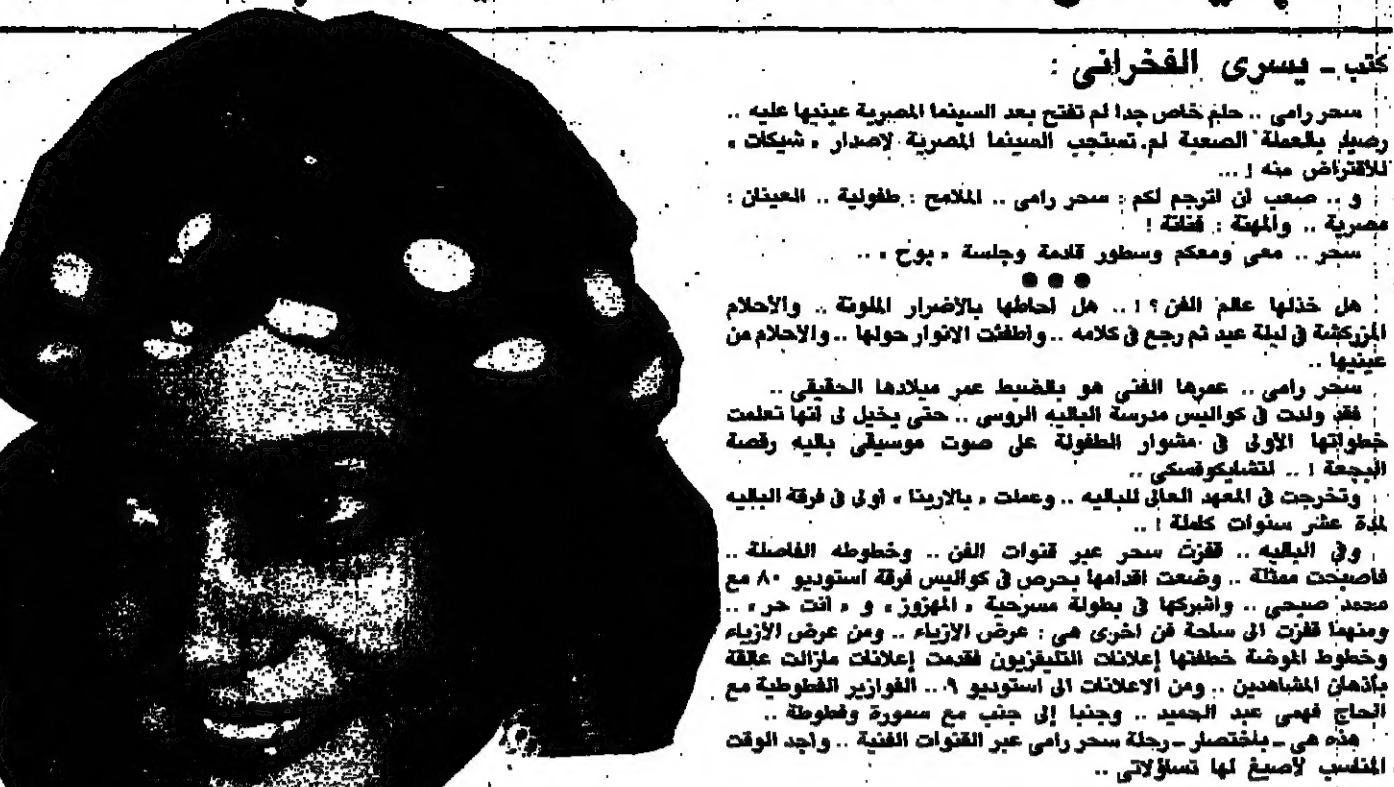 كتب ـ يسرى الفخرانى :
سحر رامى .. حلم خاص جدا لم تفتح بعد السينما المصرية عينيها عليه ..
رصيد بالعملة الصعبة لم تستجب السينما المصرية لإصدار « شيكات »
للاقتراض منه ! ...
و .. صعب أن اترجم لكم : سحر رامى .. الملامح : طفولية .. العينان :
مصرية .. والمهنة : فنانة !
سحر .. معى ومعكم وسطور قادمة وجلسة « بوح » ..
● ● ●
هل خذلها عالم الفن ؟ ! .. هل احاطها بالاضرار الملونة .. والأحلام
المزركشة فى ليلة عيد ثم رجع فى كلامه .. وأطفئت الانوار حولها .. والاحلام من
عينيها ..
سحر رامى .. عمرها الفنى هو بالضبط عمر ميلادها الحقيقى ..
فقد ولدت فى كواليس مدرسة الباليه الروسى .. حتى يخيل لى انها تعلمت
خطواتها الأولى فى مشوار الطفولة على صوت موسيقى باليه رقصة
البجعة ! .. لتشايكوفسكى ..
وتخرجت فى المعهد العالى للباليه .. وعملت « بالارينا » أولى فى فرقة الباليه
لمدة عشر سنوات كاملة ! ..
وفى الباليه .. قفزت سحر عبر قنوات الفن .. وخطوطه الفاصلة ..
فأصبحت ممثلة .. وضعت اقدامها بحرص فى كواليس فرقة استوديو ٨٠ مع
محمد صبحى .. واشركها فى بطولة مسرحية « المهزوز » و « انت حر » ..
ومنهما قفزت الى ساحة فن اخرى هى : عرض الازياء .. ومن عرض الازياء
وخطوط الموضة خطفتها إعلانات التليفزيون فقدمت إعلانات مازالت عالقة
بأذهان المشاهدين .. ومن الاعلانات الى استوديو ٩ .. الفوازير الفطوطية مع
الحاج فهمى عبد الحميد .. وجنبا إلى جنب مع سمورة وفطوطة ..
هذه هى ـ باختصار ـ رحلة سحر رامى عبر القنوات الفنية .. واجد الوقت
المناسب لأصيغ لها تساؤلاتى ..